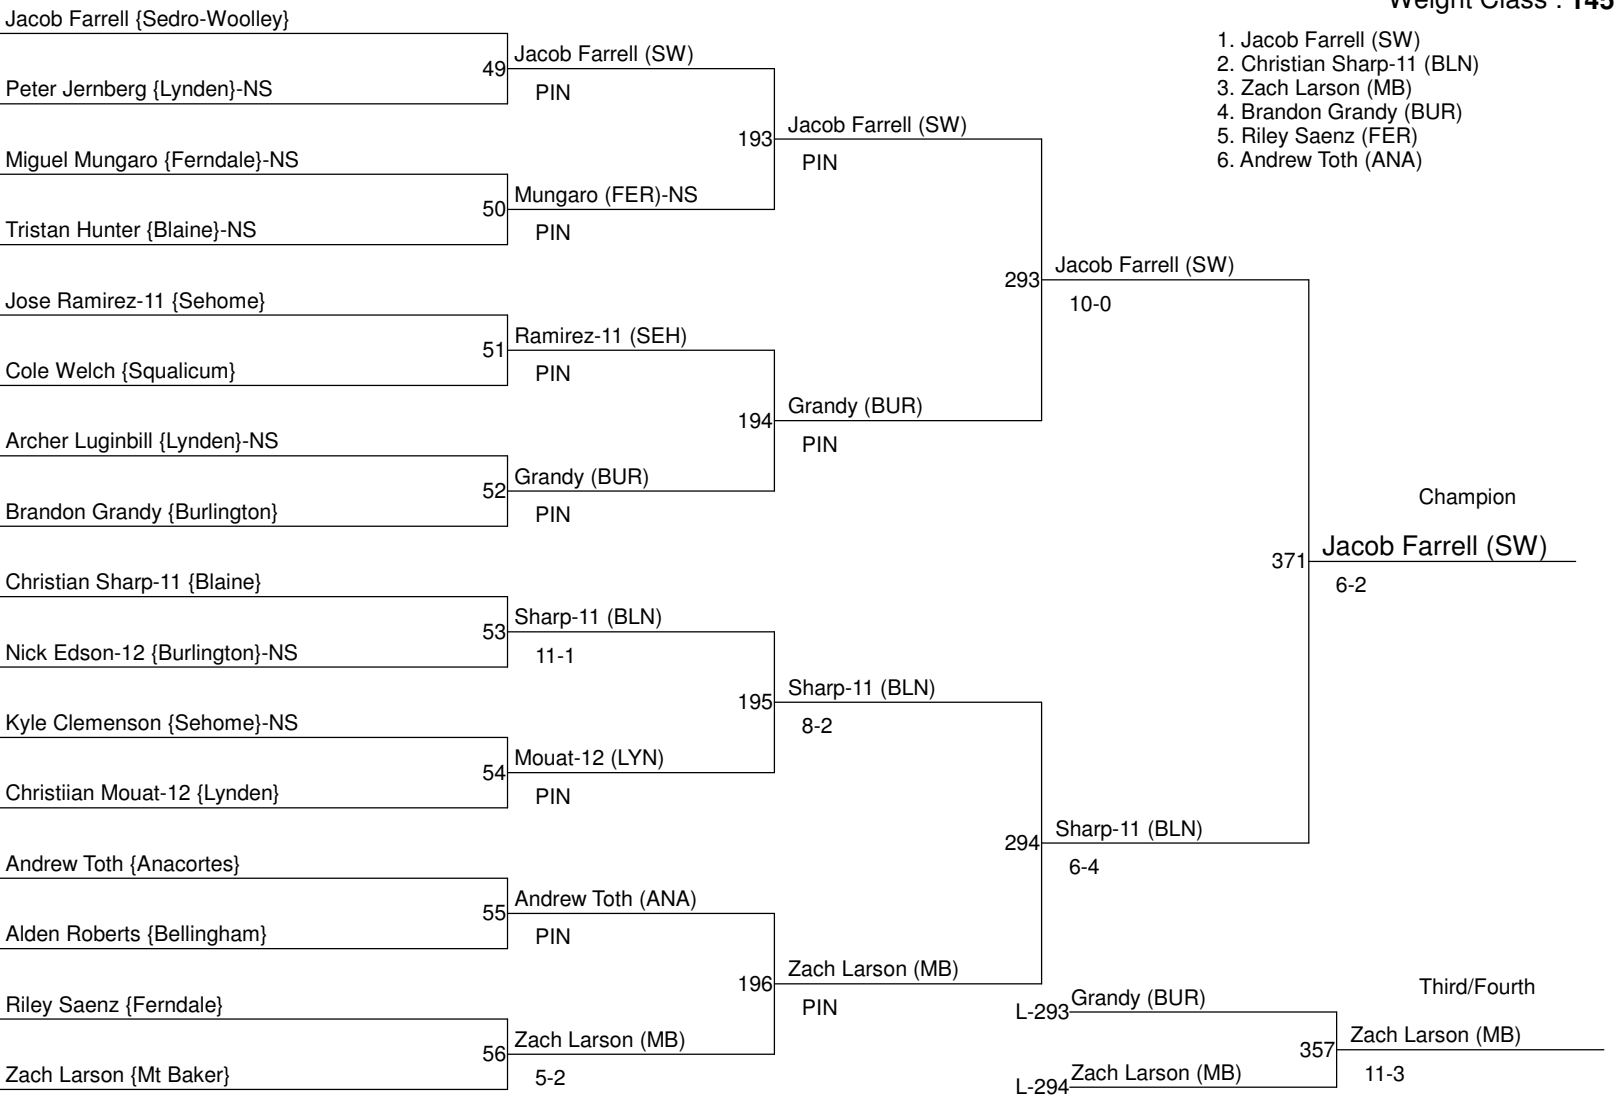 Weight Class : 145
Jacob Farrell {Sedro-Woolley}
1. Jacob Farrell (SW)
2. Christian Sharp-11 (BLN)
3. Zach Larson (MB)
4. Brandon Grandy (BUR)
5. Riley Saenz (FER)
6. Andrew Toth (ANA)
49 Jacob Farrell (SW)
PIN
Peter Jernberg {Lynden}-NS
193 Jacob Farrell (SW)
PIN
Miguel Mungaro {Ferndale}-NS
50 Mungaro (FER)-NS
PIN
Tristan Hunter {Blaine}-NS
293 Jacob Farrell (SW)
10-0
Jose Ramirez-11 {Sehome}
51 Ramirez-11 (SEH)
PIN
Cole Welch {Squalicum}
194 Grandy (BUR)
PIN
Archer Luginbill {Lynden}-NS
52 Grandy (BUR)
PIN
Brandon Grandy {Burlington}
Champion
371 Jacob Farrell (SW)
6-2
Christian Sharp-11 {Blaine}
53 Sharp-11 (BLN)
11-1
Nick Edson-12 {Burlington}-NS
195 Sharp-11 (BLN)
8-2
Kyle Clemenson {Sehome}-NS
54 Mouat-12 (LYN)
PIN
Christiian Mouat-12 {Lynden}
294 Sharp-11 (BLN)
6-4
Andrew Toth {Anacortes}
55 Andrew Toth (ANA)
PIN
Alden Roberts {Bellingham}
196 Zach Larson (MB)
PIN
Riley Saenz {Ferndale}
56 Zach Larson (MB)
5-2
Zach Larson {Mt Baker}
Third/Fourth
L-293 Grandy (BUR)
357 Zach Larson (MB)
11-3
L-294 Zach Larson (MB)